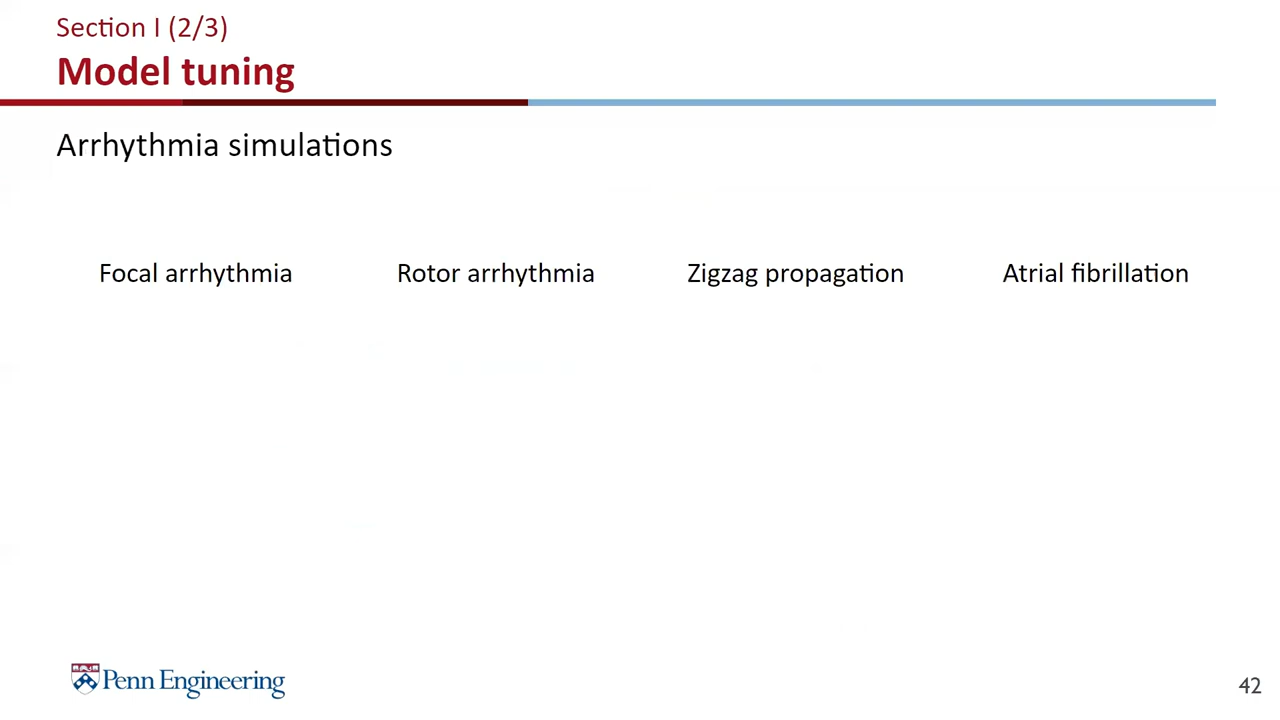 Section I (2/3)
Model tuning
Arrhythmia simulations
Focal arrhythmia
Rotor arrhythmia
Zigzag propagation
Atrial fibrillation
Penn Engineering
42